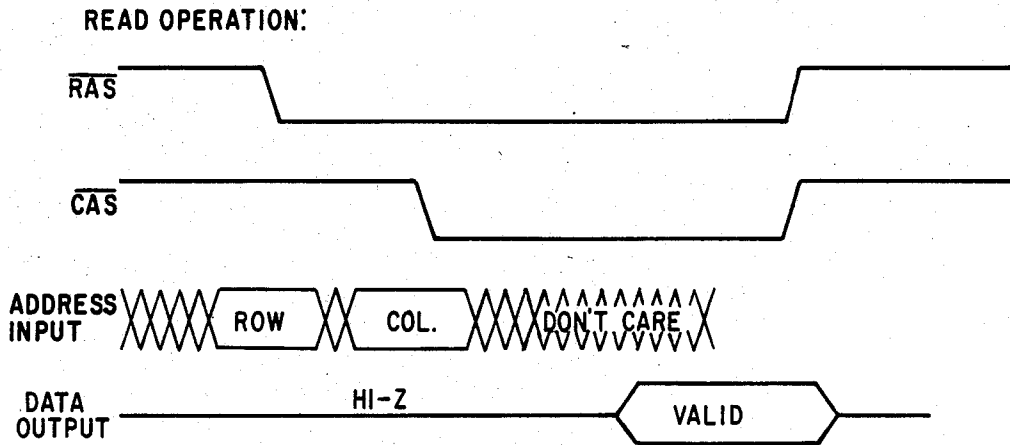 READ OPERATION:
RAS
CAS
ADDRESS
INPUT
ROW
COL.
DON'T CARE
DATA
OUTPUT
HI-Z
VALID